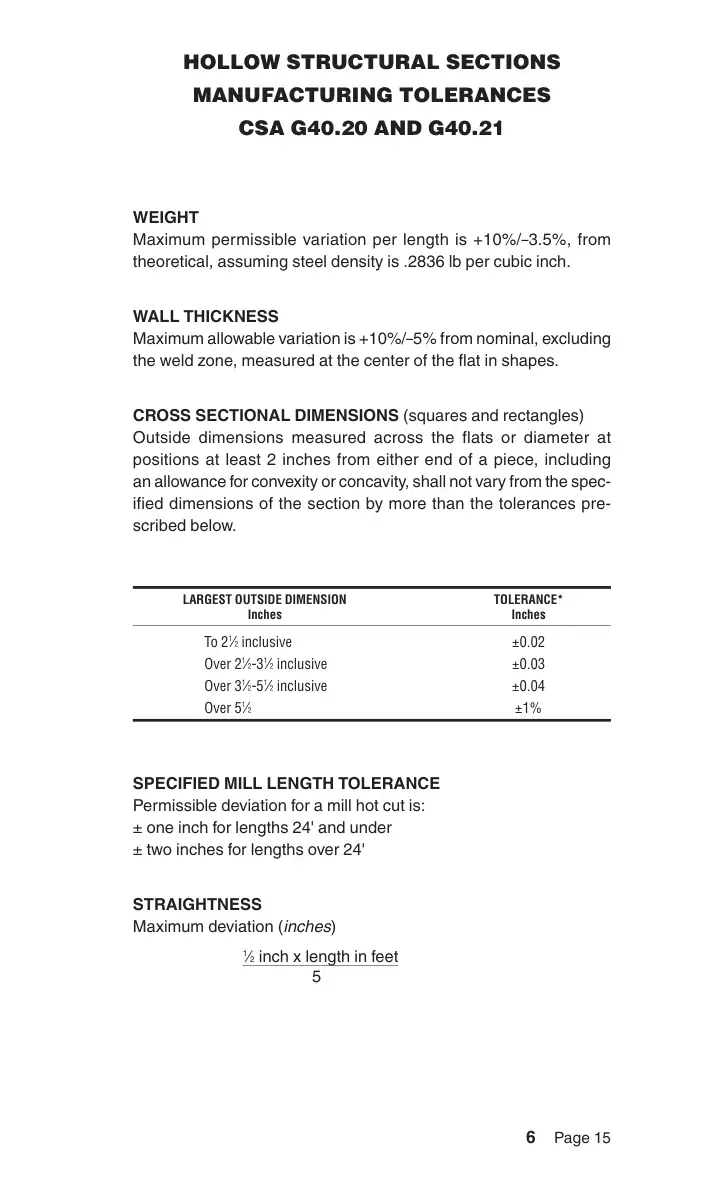 HOLLOW STRUCTURAL SECTIONS
MANUFACTURING TOLERANCES
CSA G40.20 AND G40.21
WEIGHT
Maximum permissible variation per length is +10%/–3.5%, from
theoretical, assuming steel density is .2836 lb per cubic inch.
WALL THICKNESS
Maximum allowable variation is +10%/–5% from nominal, excluding
the weld zone, measured at the center of the flat in shapes.
CROSS SECTIONAL DIMENSIONS (squares and rectangles)
Outside dimensions measured across the flats or diameter at
positions at least 2 inches from either end of a piece, including
an allowance for convexity or concavity, shall not vary from the spec-
ified dimensions of the section by more than the tolerances pre-
scribed below.
LARGEST OUTSIDE DIMENSION TOLERANCE*
Inches Inches
To 2½ inclusive ±0.02
Over 2½-3½ inclusive ±0.03
Over 3½-5½ inclusive ±0.04
Over 5½ ±1%
SPECIFIED MILL LENGTH TOLERANCE
Permissible deviation for a mill hot cut is:
± one inch for lengths 24' and under
± two inches for lengths over 24'
STRAIGHTNESS
Maximum deviation (inches)
½ inch x length in feet
5
6 Page 15